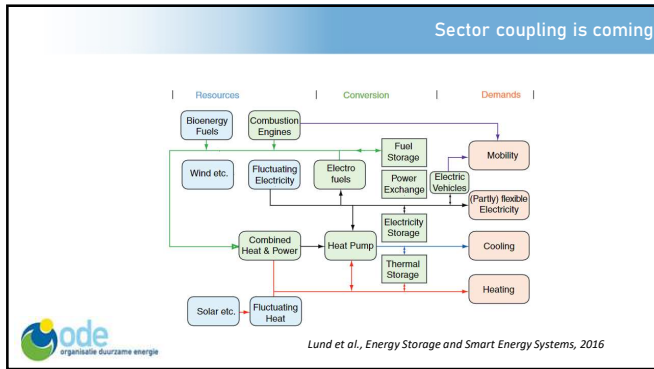 Sector coupling is coming
Resources
Conversion
Demands
Bioenergy
Fuels
Combustion
Engines
Fuel
Storage
Mobility
Wind etc.
Fluctuating
Electricity
Electro
fuels
Power
Exchange
Electric
Vehicles
(Partly) flexible
Electricity
Electricity
Storage
Combined
Heat & Power
Heat Pump
Cooling
Thermal
Storage
Heating
Solar etc.
Fluctuating
Heat
ode
organisatie duurzame energie
Lund et al., Energy Storage and Smart Energy Systems, 2016